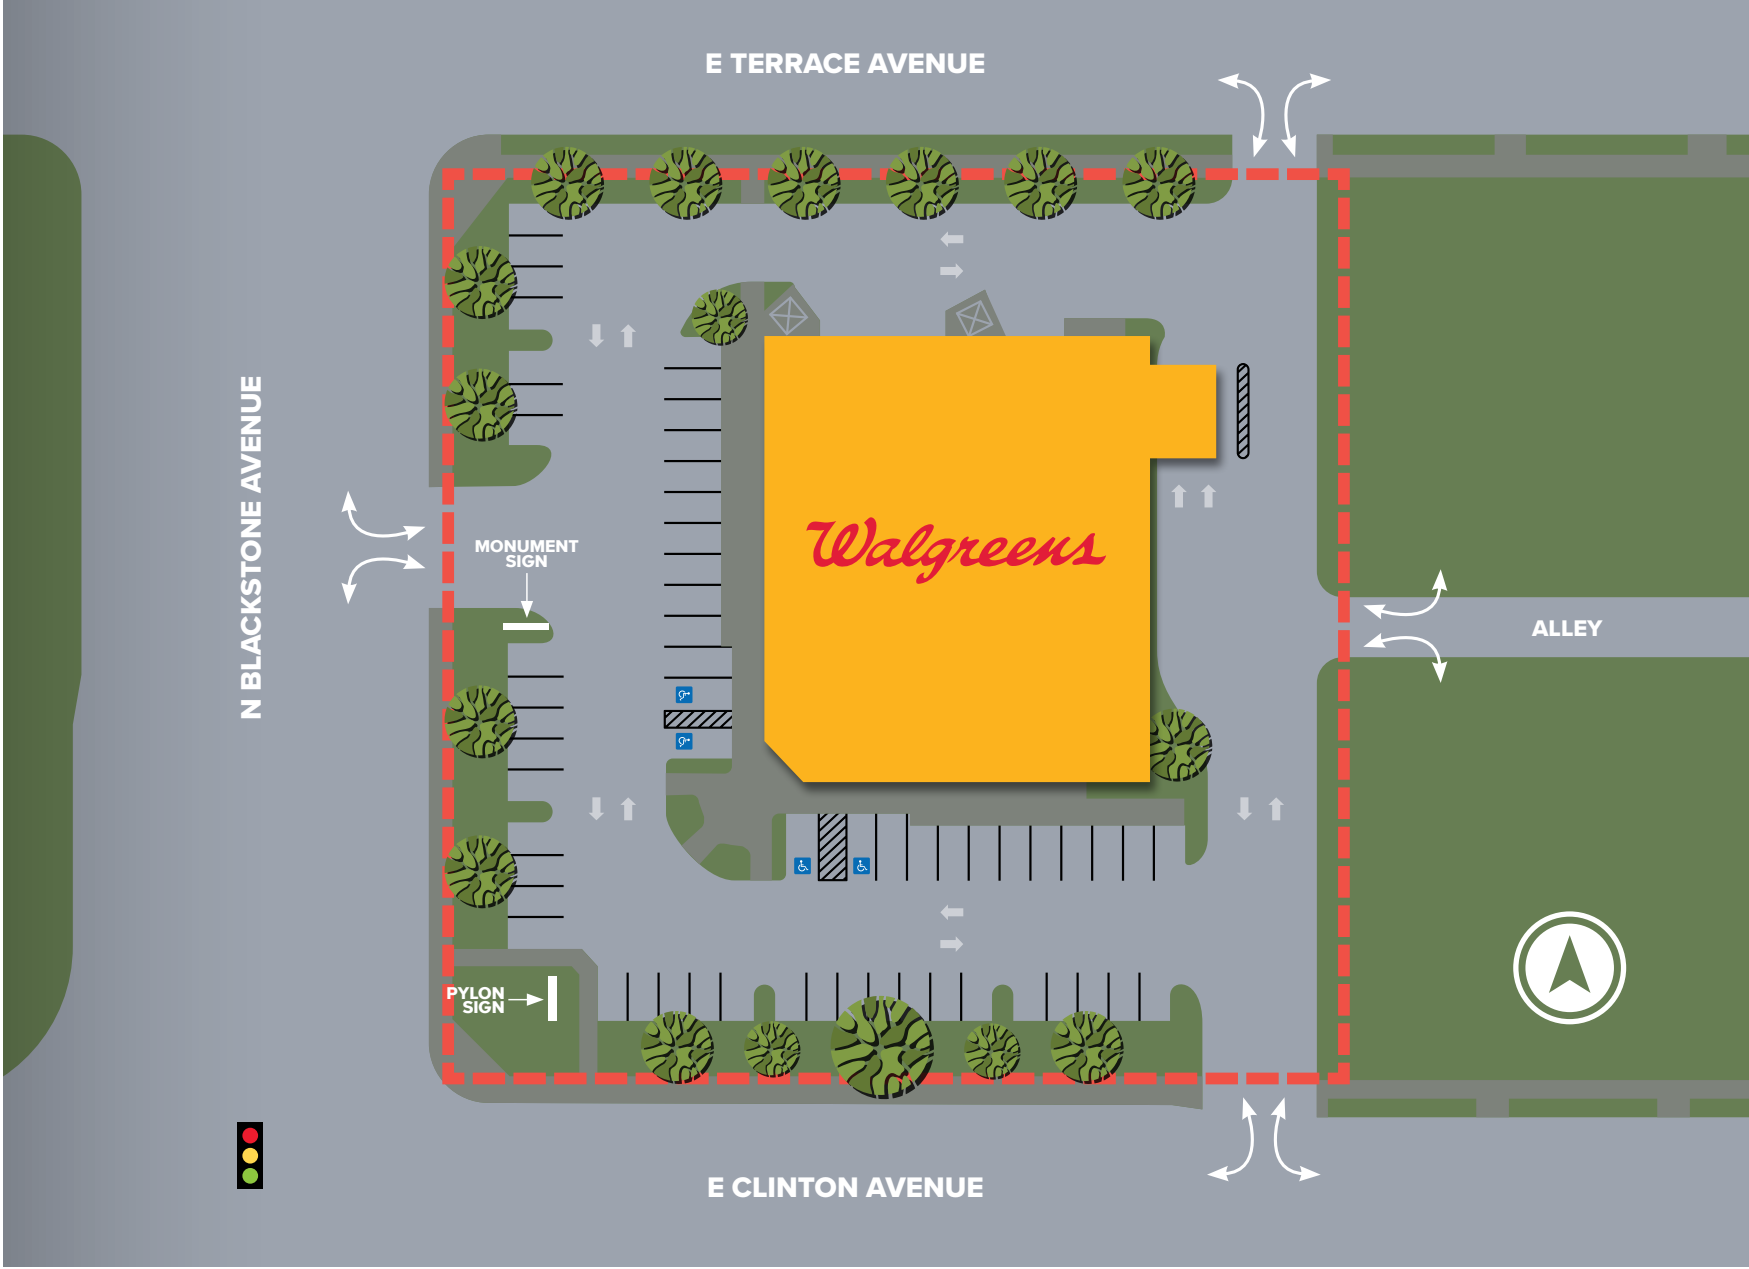 E TERRACE AVENUE
N BLACKSTONE AVENUE
MONUMENT
SIGN
Walgreens
ALLEY
PYLON
SIGN
E CLINTON AVENUE